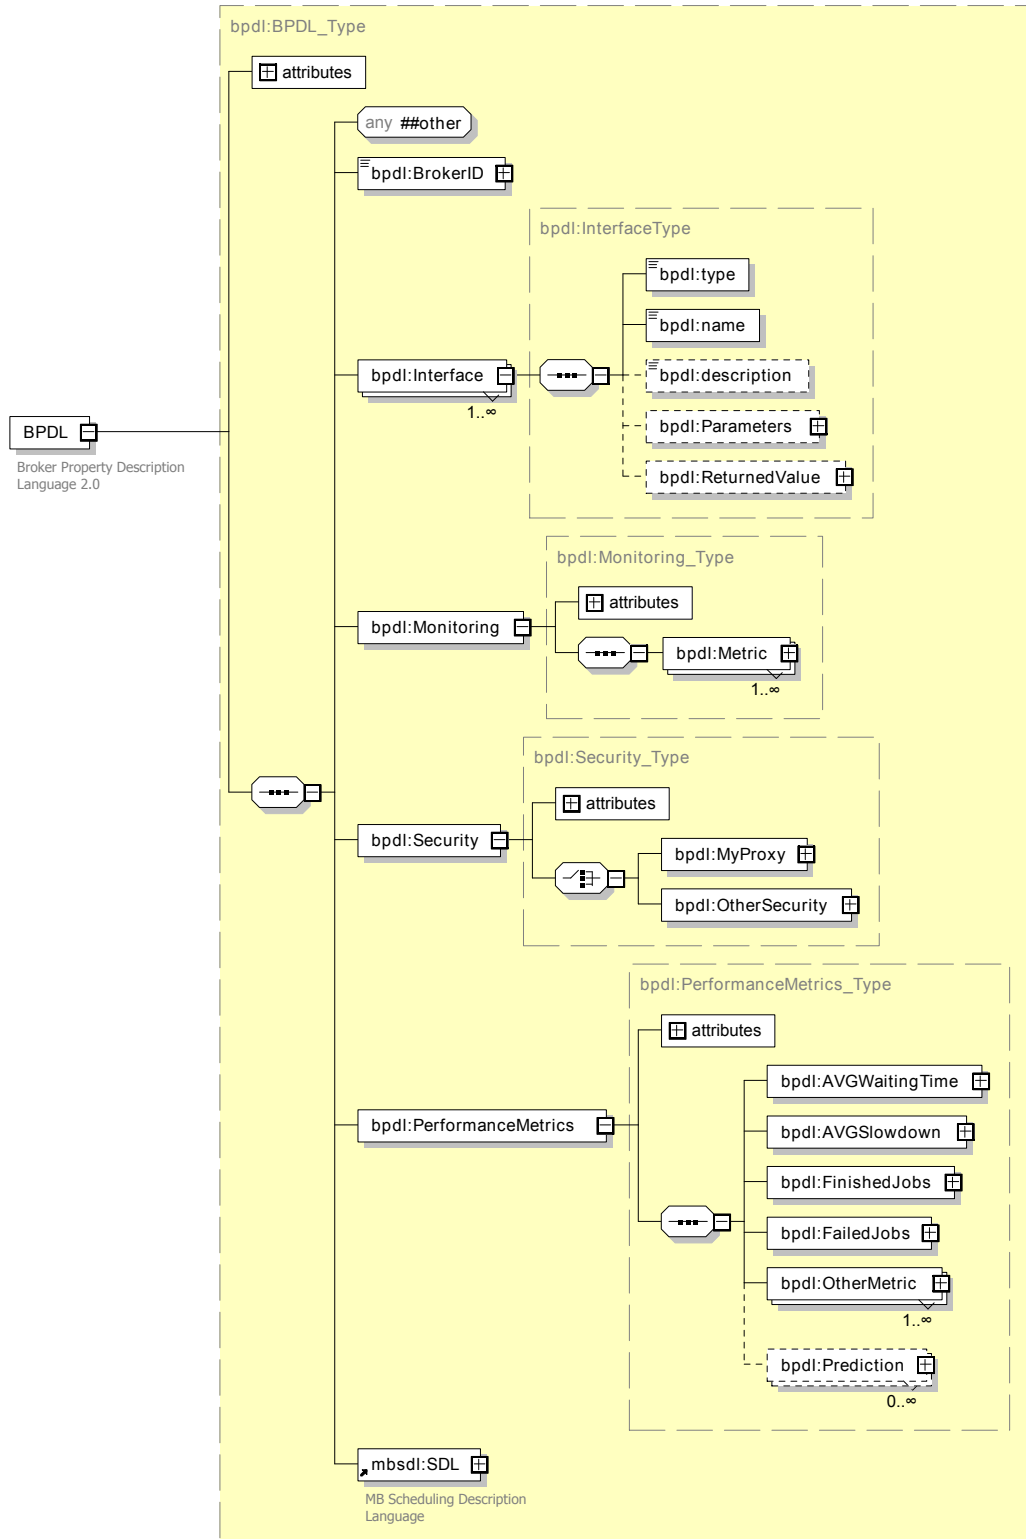 bpdl:BPDL_Type
attributes
any ##other
bpdl:BrokerID
bpdl:InterfaceType
bpdl:type
bpdl:name
bpdl:Interface
1..∞
bpdl:description
bpdl:Parameters
bpdl:ReturnedValue
BPDL
Broker Property Description
Language 2.0
bpdl:Monitoring_Type
attributes
bpdl:Monitoring
bpdl:Metric
1..∞
bpdl:Security_Type
attributes
bpdl:Security
bpdl:MyProxy
bpdl:OtherSecurity
bpdl:PerformanceMetrics_Type
attributes
bpdl:PerformanceMetrics
bpdl:AVGWaitingTime
bpdl:AVGSlowdown
bpdl:FinishedJobs
bpdl:FailedJobs
bpdl:OtherMetric
1..∞
bpdl:Prediction
0..∞
mbsdl:SDL
MB Scheduling Description
Language